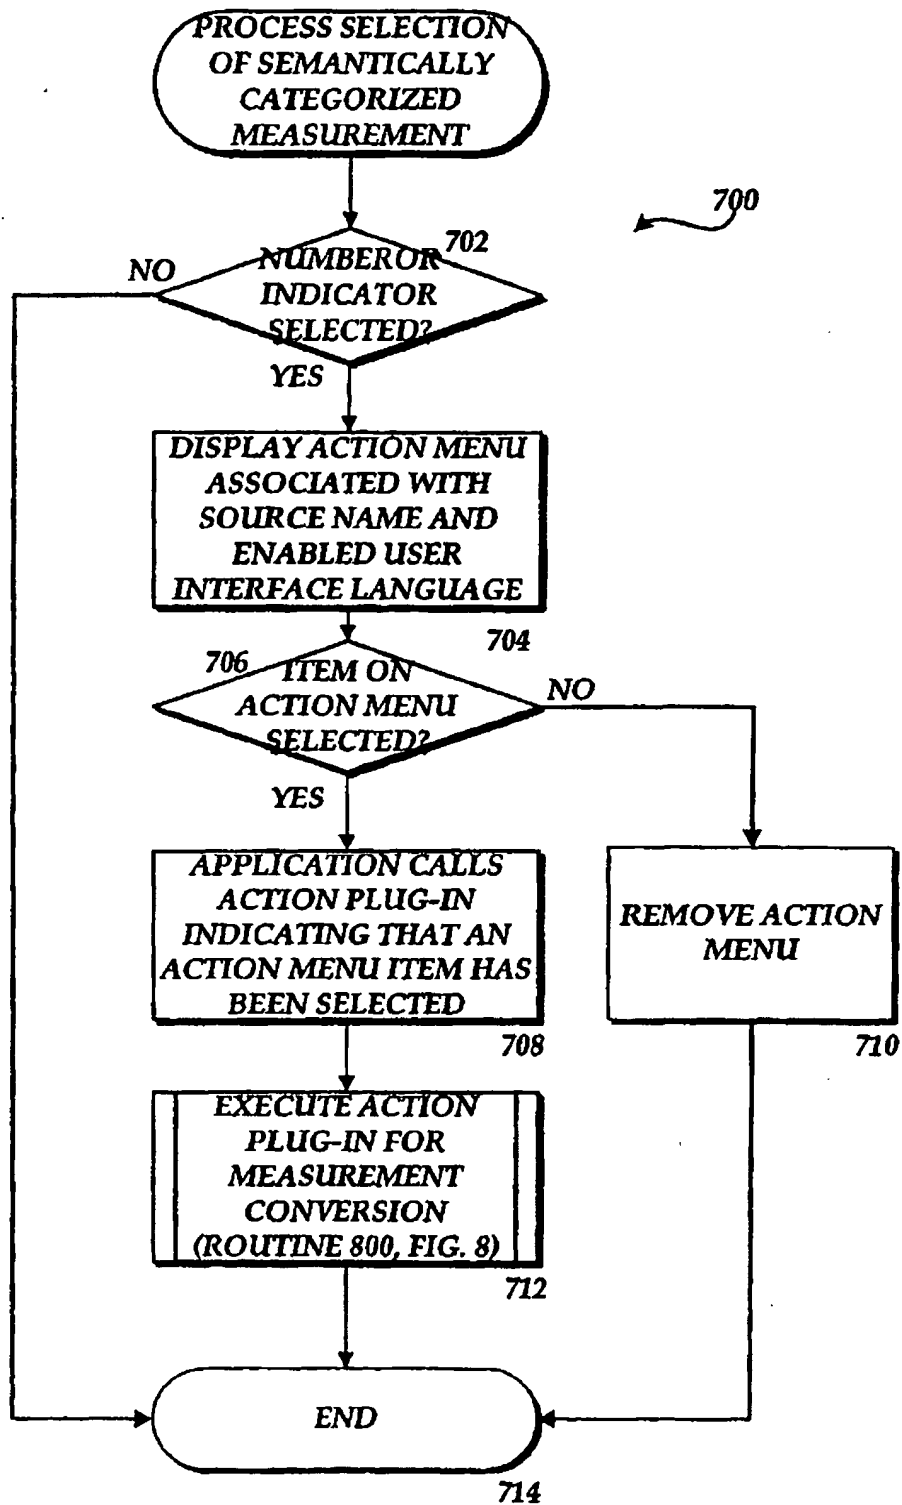 PROCESS SELECTION
OF SEMANTICALLY
CATEGORIZED
MEASUREMENT
700
702
NO
NUMBEROR
INDICATOR
SELECTED?
YES
DISPLAY ACTION MENU
ASSOCIATED WITH
SOURCE NAME AND
ENABLED USER
INTERFACE LANGUAGE
704
706
ITEM ON
ACTION MENU
SELECTED?
NO
YES
APPLICATION CALLS
ACTION PLUG-IN
INDICATING THAT AN
ACTION MENU ITEM HAS
BEEN SELECTED
708
REMOVE ACTION
MENU
710
EXECUTE ACTION
PLUG-IN FOR
MEASUREMENT
CONVERSION
(ROUTINE 800, FIG. 8)
712
END
714